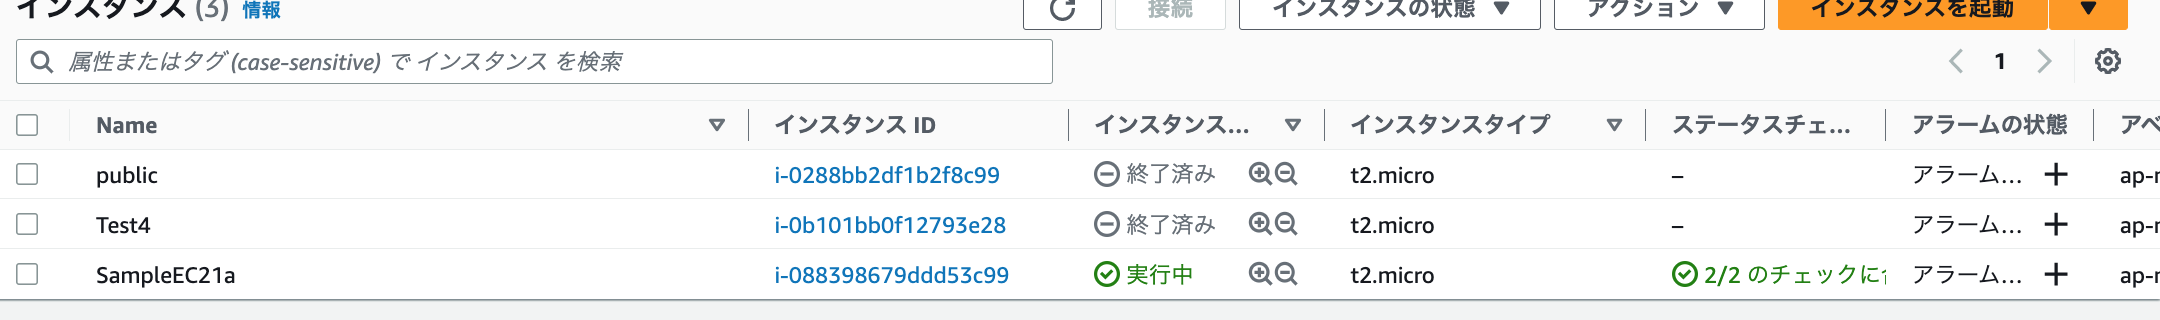 インスタンス (3) 情報 接続 インスタンスの状態 アクション インスタンスを起動
属性またはタグ (case-sensitive) で インスタンス を検索 1
Name インスタンス ID インスタンス... インスタンスタイプ ステータスチェ... アラームの状態 アベ
public i-0288bb2df1b2f8c99 終了済み t2.micro – アラーム... ap-
Test4 i-0b101bb0f12793e28 終了済み t2.micro – アラーム... ap-
SampleEC21a i-088398679ddd53c99 実行中 t2.micro 2/2 のチェックに アラーム... ap-